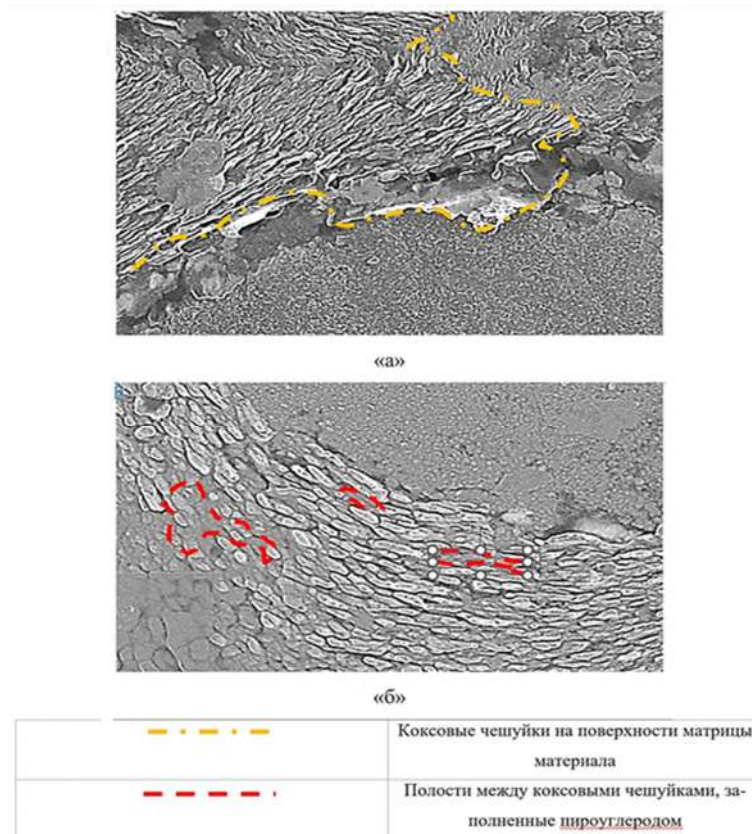 «а»
«б»
Коксовые чешуйки на поверхности матрицы
материала
Полости между коксовыми чешуйками, за-
полненные пироуглеродом